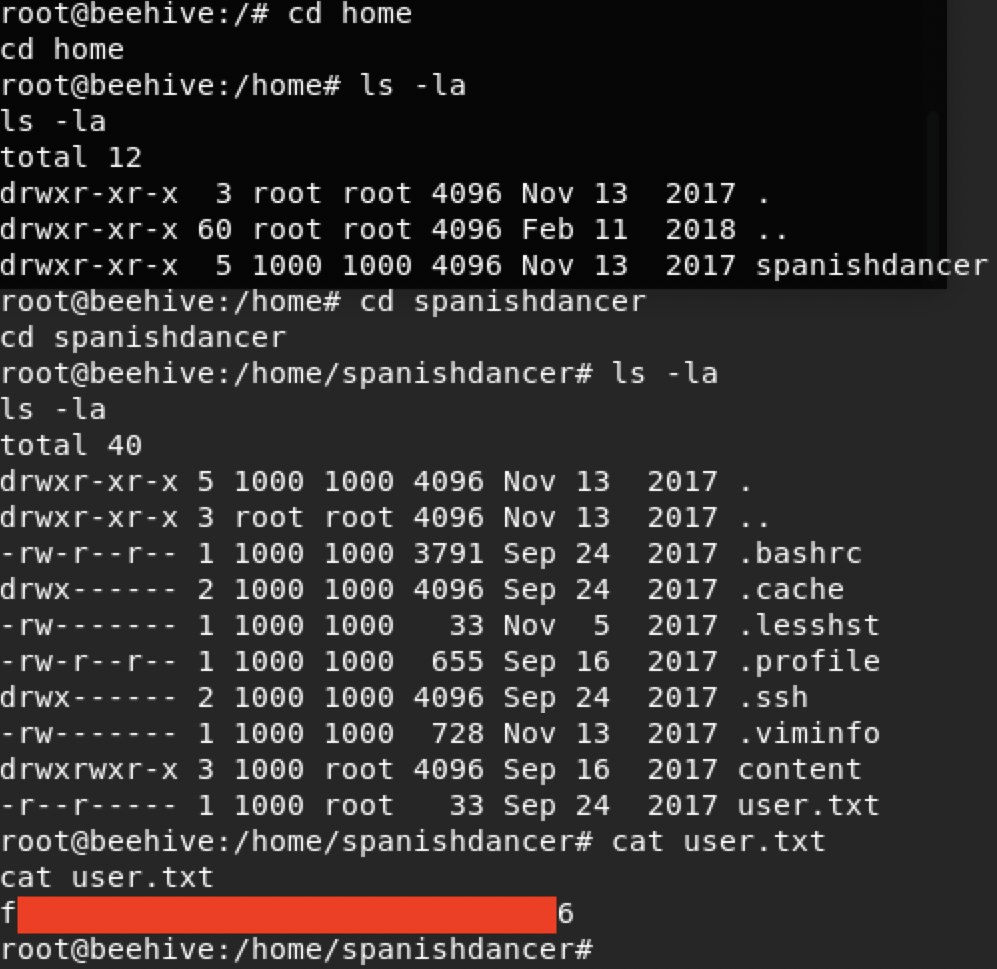 root@beehive:/# cd home
cd home
root@beehive:/home# ls -la
ls -la
total 12
drwxr-xr-x  3 root root 4096 Nov 13  2017 .
drwxr-xr-x 60 root root 4096 Feb 11  2018 ..
drwxr-xr-x  5 1000 1000 4096 Nov 13  2017 spanishdancer
root@beehive:/home# cd spanishdancer
cd spanishdancer
root@beehive:/home/spanishdancer# ls -la
ls -la
total 40
drwxr-xr-x 5 1000 1000 4096 Nov 13  2017 .
drwxr-xr-x 3 root root 4096 Nov 13  2017 ..
-rw-r--r-- 1 1000 1000 3791 Sep 24  2017 .bashrc
drwx------ 2 1000 1000 4096 Sep 24  2017 .cache
-rw------- 1 1000 1000   33 Nov  5  2017 .lesshst
-rw-r--r-- 1 1000 1000  655 Sep 16  2017 .profile
drwx------ 2 1000 1000 4096 Sep 24  2017 .ssh
-rw------- 1 1000 1000  728 Nov 13  2017 .viminfo
drwxrwxr-x 3 1000 root 4096 Sep 16  2017 content
-r--r----- 1 1000 root   33 Sep 24  2017 user.txt
root@beehive:/home/spanishdancer# cat user.txt
cat user.txt
f 6
root@beehive:/home/spanishdancer#